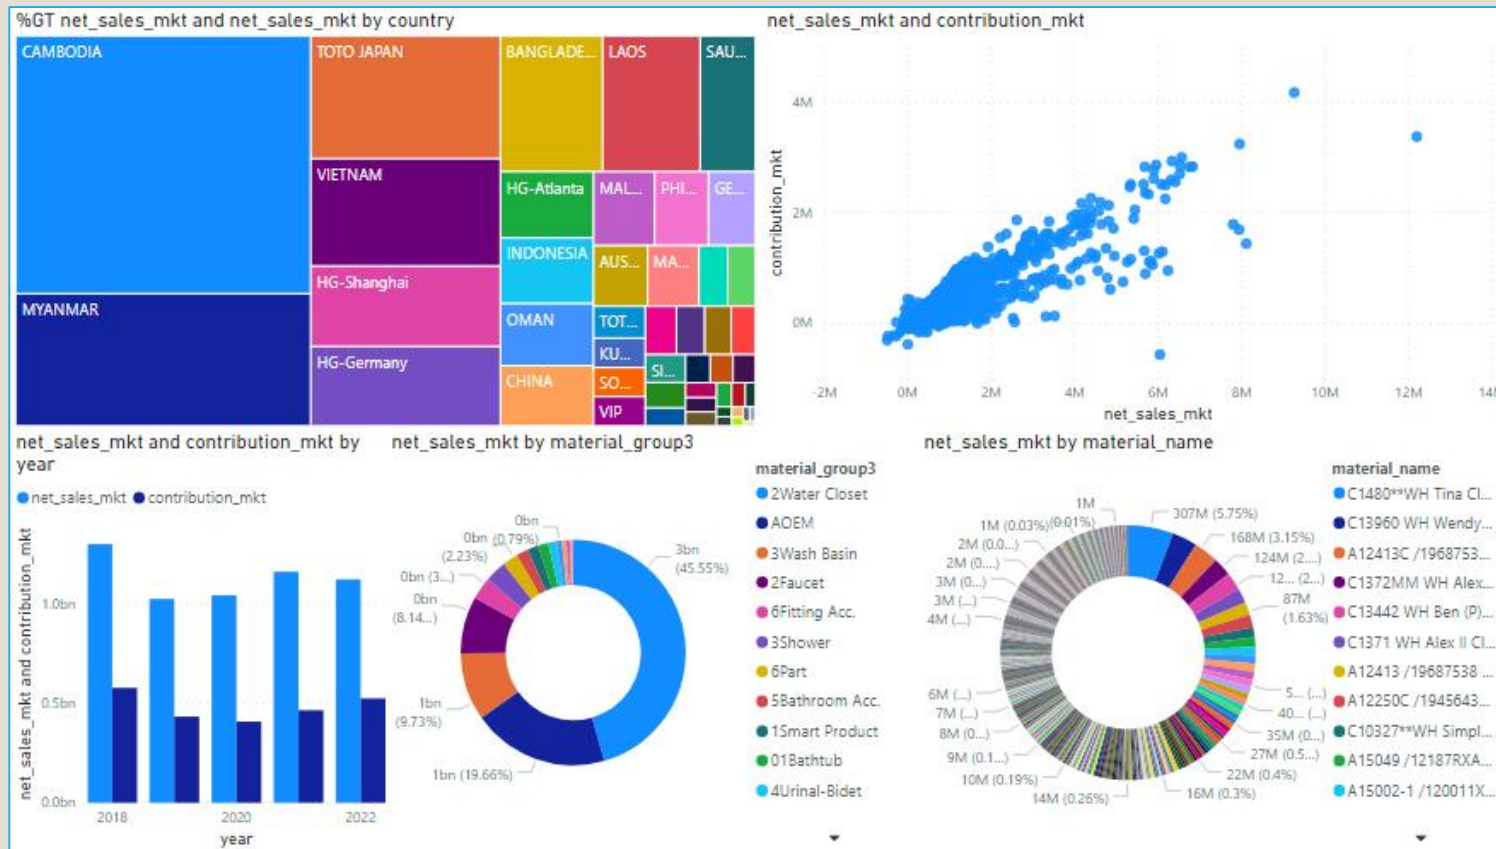 %GT net_sales_mkt and net_sales_mkt by country
CAMBODIA
MYANMAR
TOTO JAPAN
VIETNAM
HG-Shanghai
HG-Germany
BANGLADE...
LAOS
SAU...
HG-Atlanta
MAL...
PHI...
GE...
INDONESIA
AUS...
MA...
OMAN
TOT...
KU...
CHINA
SO...
VIP
SI...
net_sales_mkt and contribution_mkt
contribution_mkt
4M
2M
0M
-2M
0M
2M
4M
6M
8M
10M
12M
14M
net_sales_mkt
net_sales_mkt and contribution_mkt by
year
net_sales_mkt
contribution_mkt
net_sales_mkt and contribution_mkt
1.0bn
0.5bn
0.0bn
2018
2020
2022
year
net_sales_mkt by material_group3
0bn
0bn (0.79%)
0bn
(2.23%)
0bn (3...)
0bn
(8.14...)
1bn
(9.73%)
1bn (19.66%)
3bn
(45.55%)
material_group3
2Water Closet
AOEM
3Wash Basin
2Faucet
6Fitting Acc.
3Shower
6Part
5Bathroom Acc.
1Smart Product
01Bathtub
4Urinal-Bidet
net_sales_mkt by material_name
1M
(0.01%)
1M (0.03%)
2M (0.0...)
2M (0....)
3M (0...)
3M (...)
4M (...)
6M (...)
7M (...)
8M (0...)
9M (0.1...)
10M (0.19%)
14M (0.26%)
16M (0.3%)
22M (0.4%)
27M (0.5...)
35M (0...)
40... (...)
5... (...)
87M
(1.63%)
12... (2...)
124M (2....)
168M (3.15%)
307M (5.75%)
material_name
C1480**WH Tina Cl...
C13960 WH Wendy...
A12413C /1968753...
C1372MM WH Alex...
C13442 WH Ben (P)...
C1371 WH Alex II Cl...
A12413 /19687538 ...
A12250C /1945643...
C10327**WH Simpl...
A15049 /12187RXA...
A15002-1 /120011X...